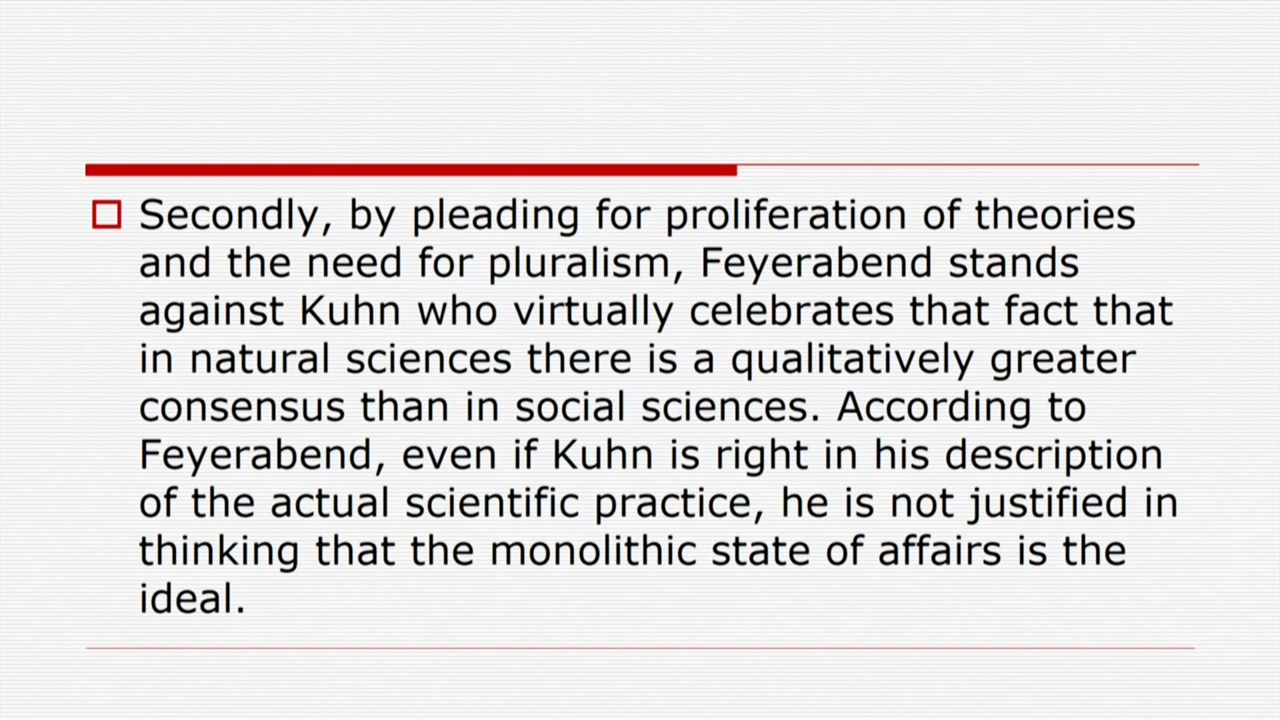 Secondly, by pleading for proliferation of theories
and the need for pluralism, Feyerabend stands
against Kuhn who virtually celebrates that fact that
in natural sciences there is a qualitatively greater
consensus than in social sciences. According to
Feyerabend, even if Kuhn is right in his description
of the actual scientific practice, he is not justified in
thinking that the monolithic state of affairs is the
ideal.